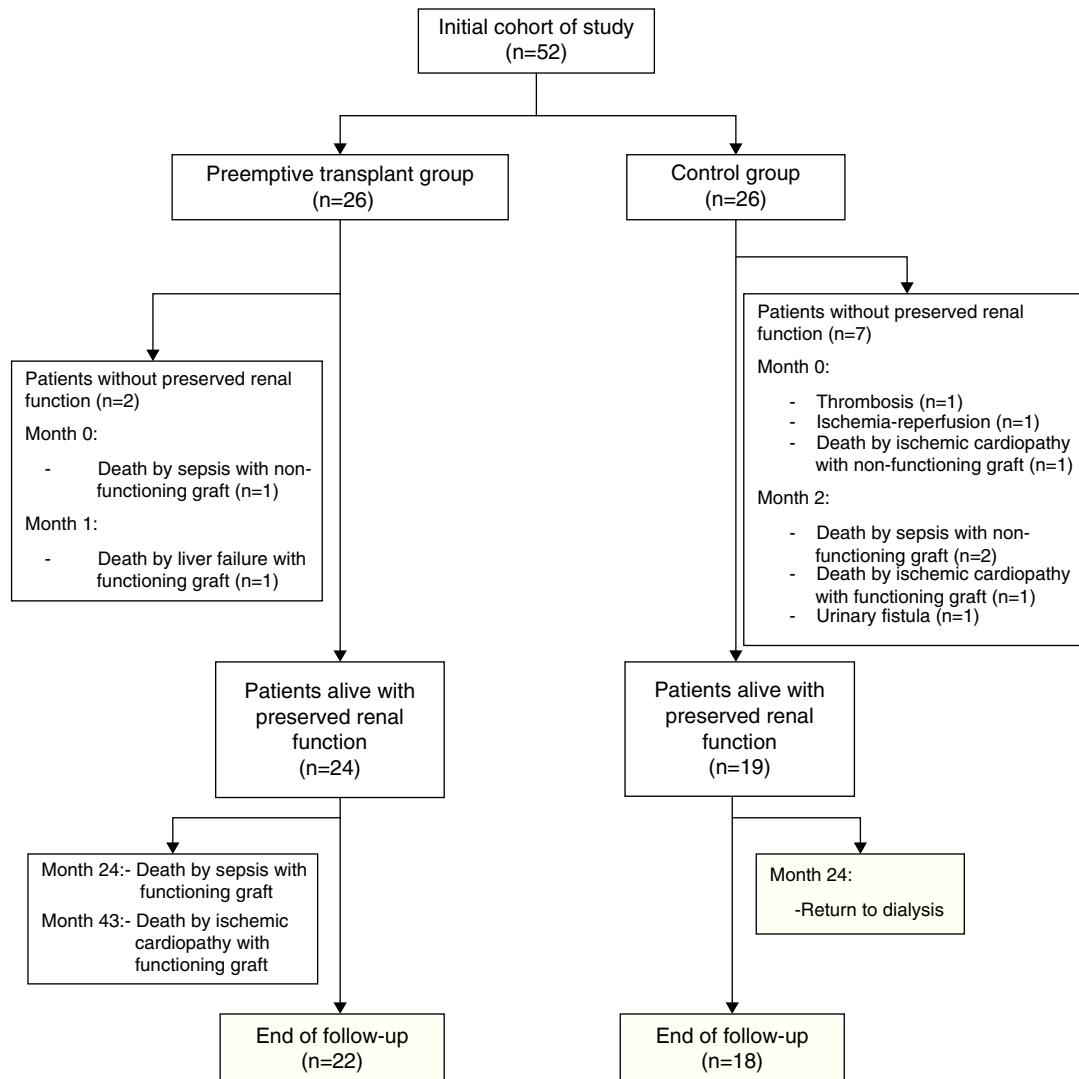 Initial cohort of study
(n=52)
Preemptive transplant group
(n=26)
Control group
(n=26)
Patients without preserved renal
function (n=2)
Month 0:
- Death by sepsis with non-
functioning graft (n=1)
Month 1:
- Death by liver failure with
functioning graft (n=1)
Patients without preserved renal
function (n=7)
Month 0:
- Thrombosis (n=1)
- Ischemia-reperfusion (n=1)
- Death by ischemic cardiopathy
with non-functioning graft (n=1)
Month 2:
- Death by sepsis with non-
functioning graft (n=2)
- Death by ischemic cardiopathy
with functioning graft (n=1)
- Urinary fistula (n=1)
Patients alive with
preserved renal
function
(n=24)
Patients alive with
preserved renal
function
(n=19)
Month 24:- Death by sepsis with
functioning graft
Month 43:- Death by ischemic
cardiopathy with
functioning graft
Month 24:
-Return to dialysis
End of follow-up
(n=22)
End of follow-up
(n=18)